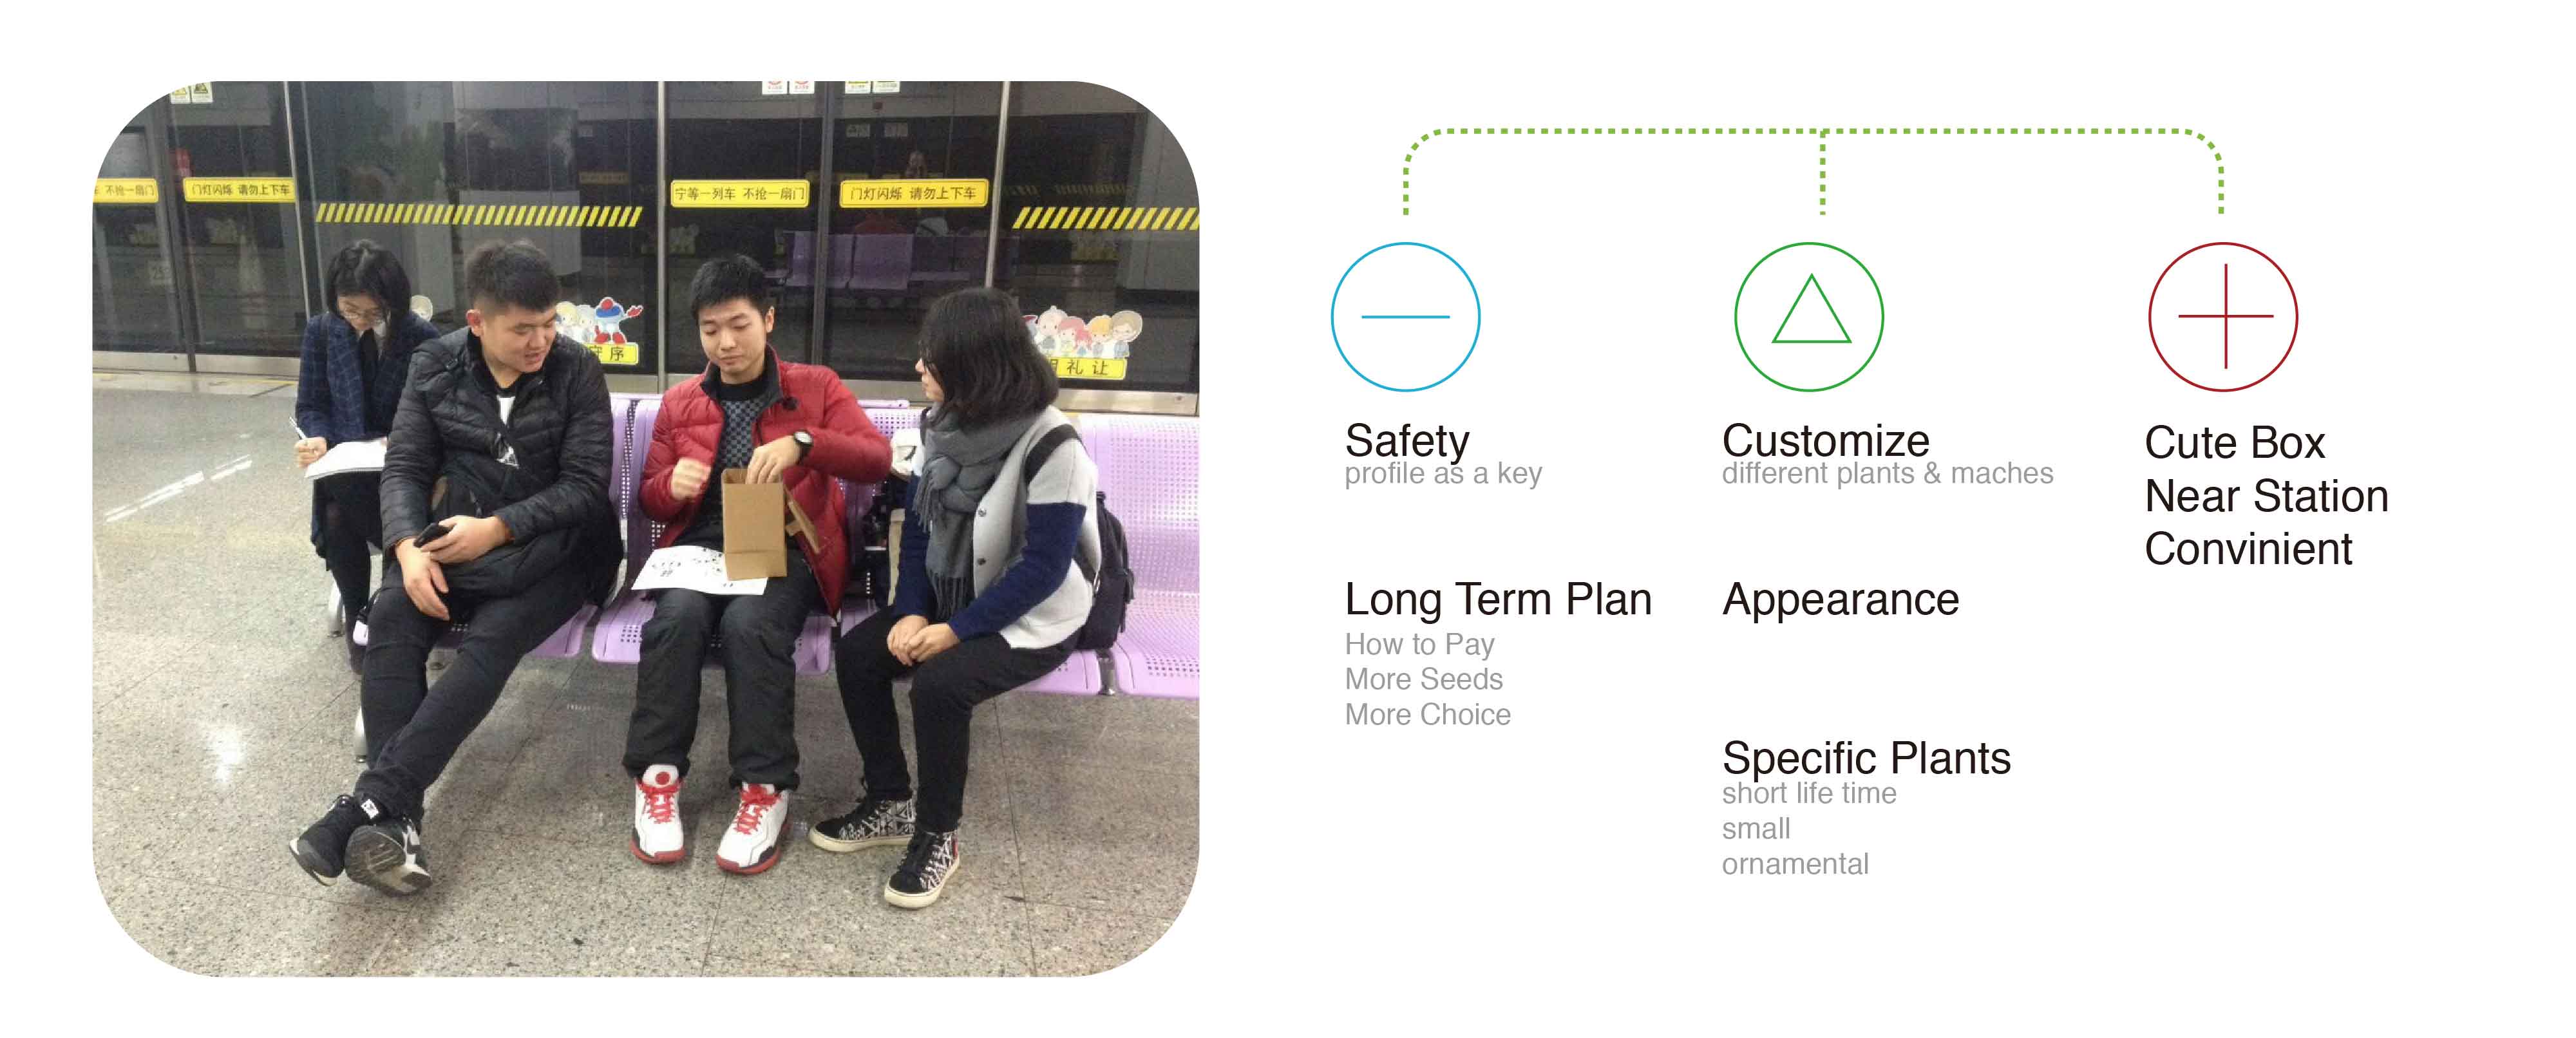 不抢一扇门
门灯闪烁 请勿上下车
宁等一列车 不抢一扇门
门灯闪烁 请勿上下车
守序
礼让
Safety
profile as a key
Long Term Plan
How to Pay
More Seeds
More Choice
Customize
different plants & maches
Appearance
Specific Plants
short life time
small
ornamental
Cute Box
Near Station
Convinient